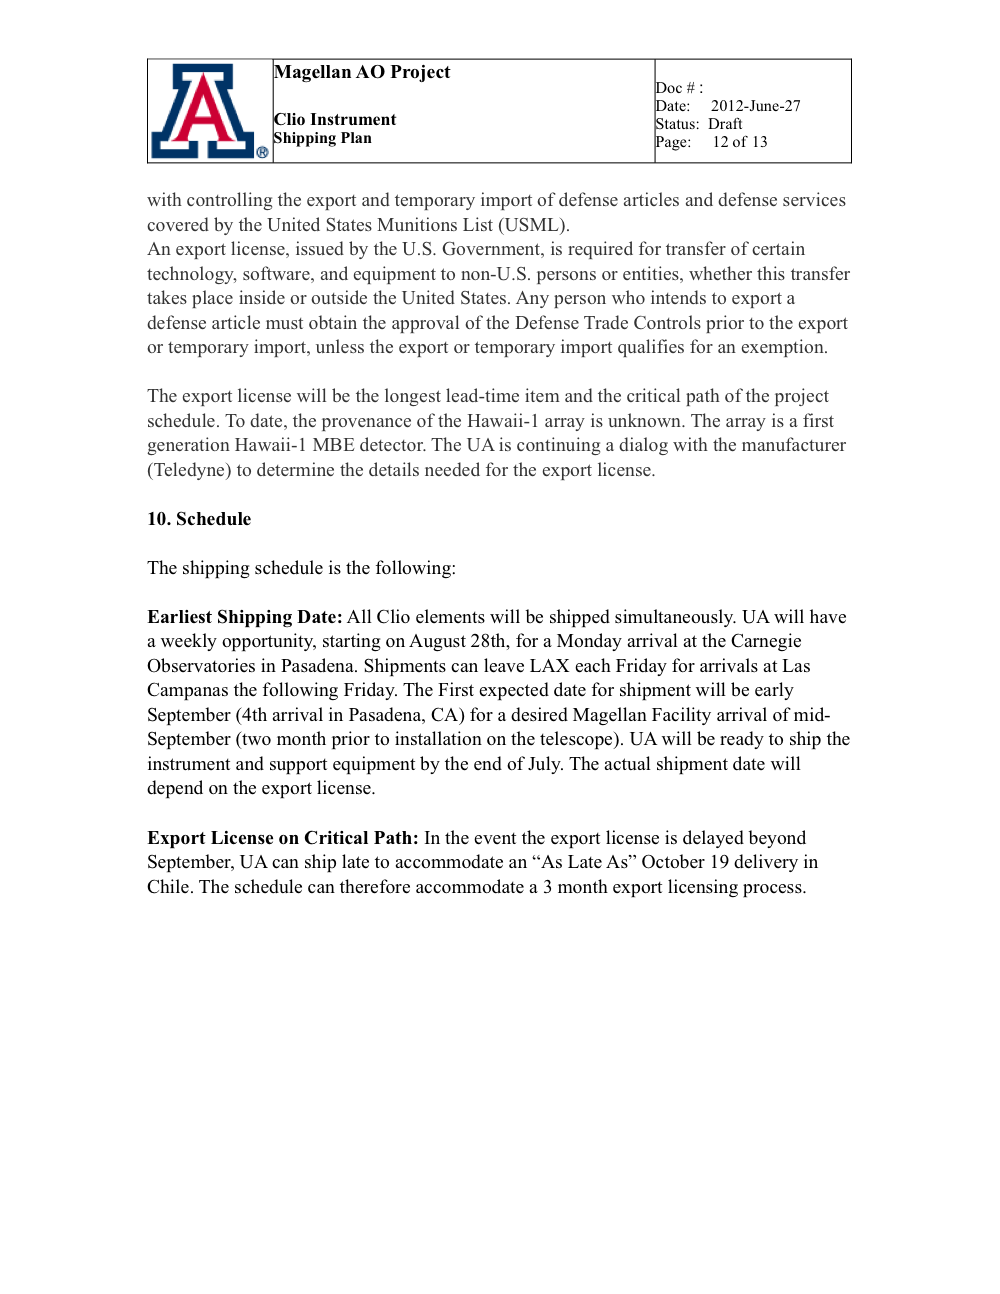 Magellan AO Project
Clio Instrument
Shipping Plan
Doc # :
Date: 2012-June-27
Status: Draft
Page: 12 of 13
A
®
with controlling the export and temporary import of defense articles and defense services
covered by the United States Munitions List (USML).
An export license, issued by the U.S. Government, is required for transfer of certain
technology, software, and equipment to non-U.S. persons or entities, whether this transfer
takes place inside or outside the United States. Any person who intends to export a
defense article must obtain the approval of the Defense Trade Controls prior to the export
or temporary import, unless the export or temporary import qualifies for an exemption.
The export license will be the longest lead-time item and the critical path of the project
schedule. To date, the provenance of the Hawaii-1 array is unknown. The array is a first
generation Hawaii-1 MBE detector. The UA is continuing a dialog with the manufacturer
(Teledyne) to determine the details needed for the export license.
10. Schedule
The shipping schedule is the following:
Earliest Shipping Date: All Clio elements will be shipped simultaneously. UA will have
a weekly opportunity, starting on August 28th, for a Monday arrival at the Carnegie
Observatories in Pasadena. Shipments can leave LAX each Friday for arrivals at Las
Campanas the following Friday. The First expected date for shipment will be early
September (4th arrival in Pasadena, CA) for a desired Magellan Facility arrival of mid-
September (two month prior to installation on the telescope). UA will be ready to ship the
instrument and support equipment by the end of July. The actual shipment date will
depend on the export license.
Export License on Critical Path: In the event the export license is delayed beyond
September, UA can ship late to accommodate an “As Late As” October 19 delivery in
Chile. The schedule can therefore accommodate a 3 month export licensing process.